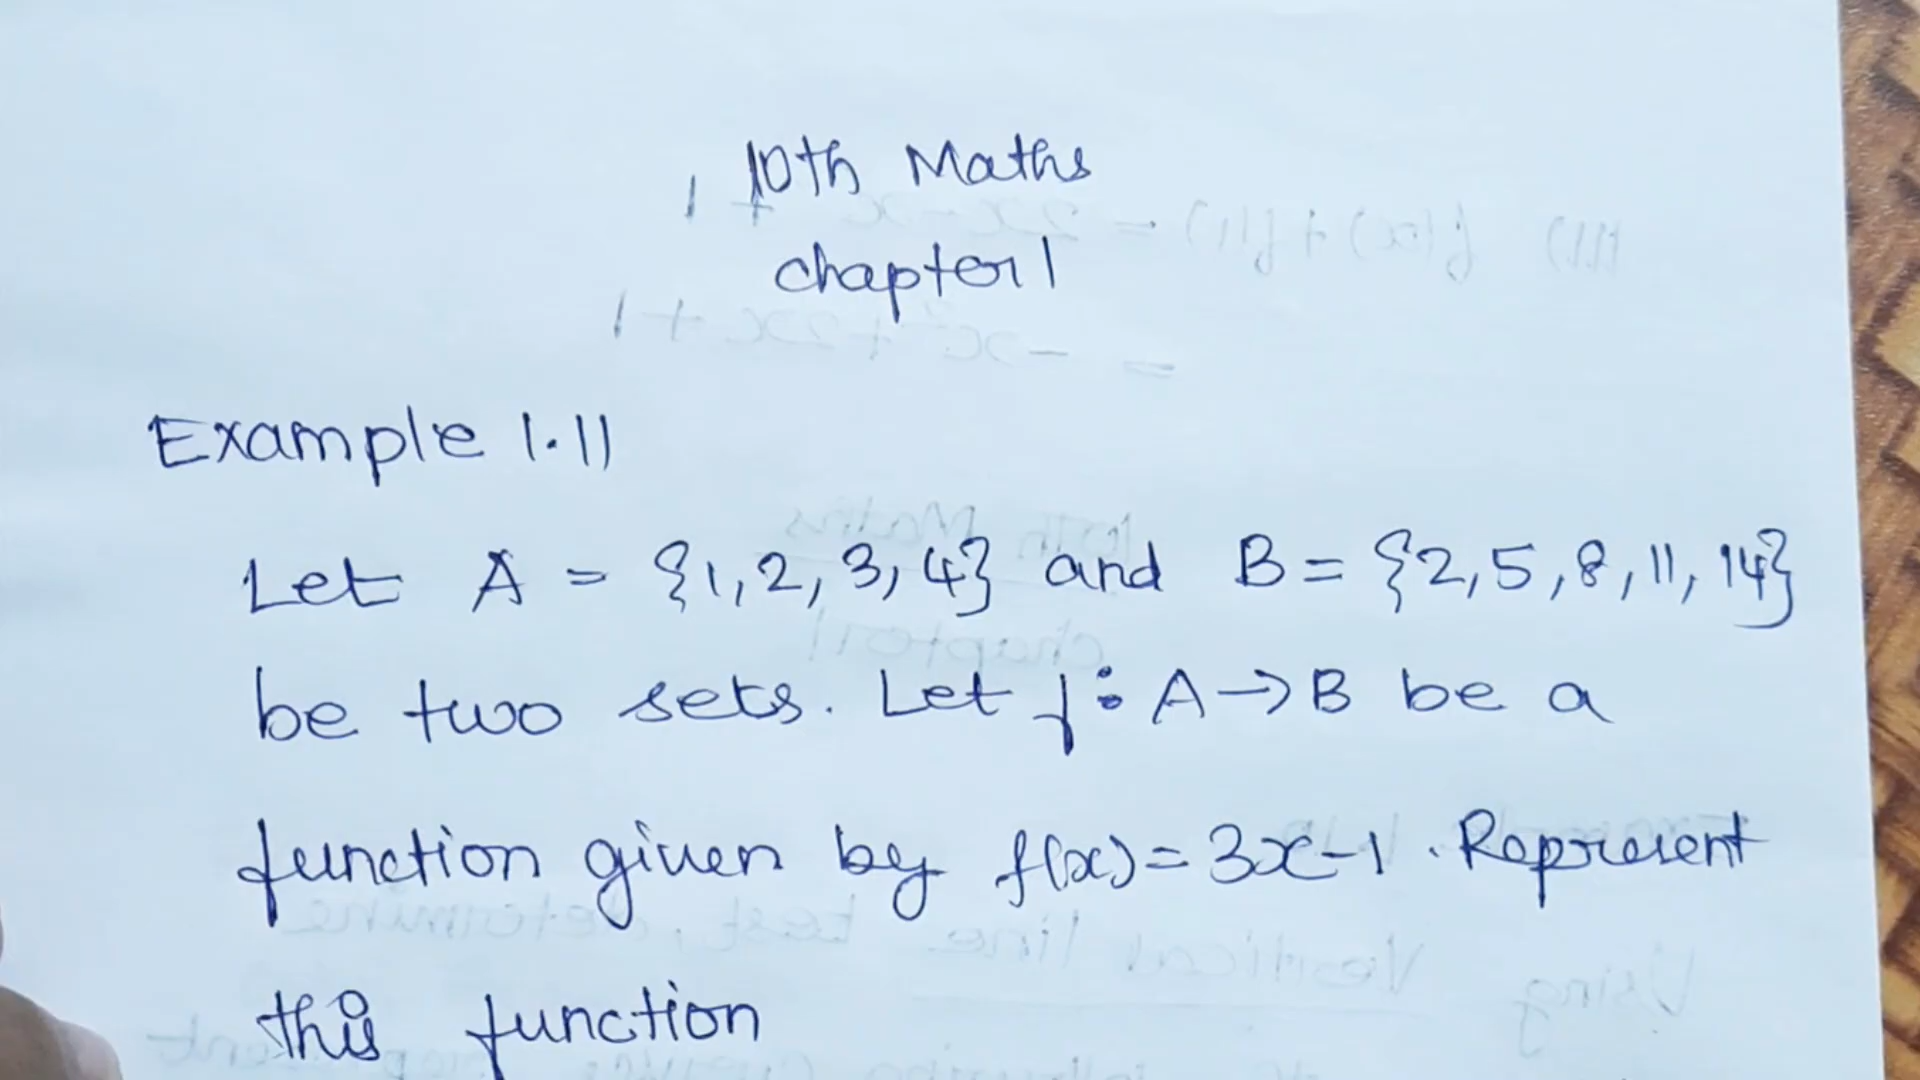 10th Maths
chapter 1
Example 1.11
Let A = {1, 2, 3, 4} and B = {2, 5, 8, 11, 14}
be two sets. Let f : A → B be a
function given by f(x) = 3x - 1 . Represent
this function